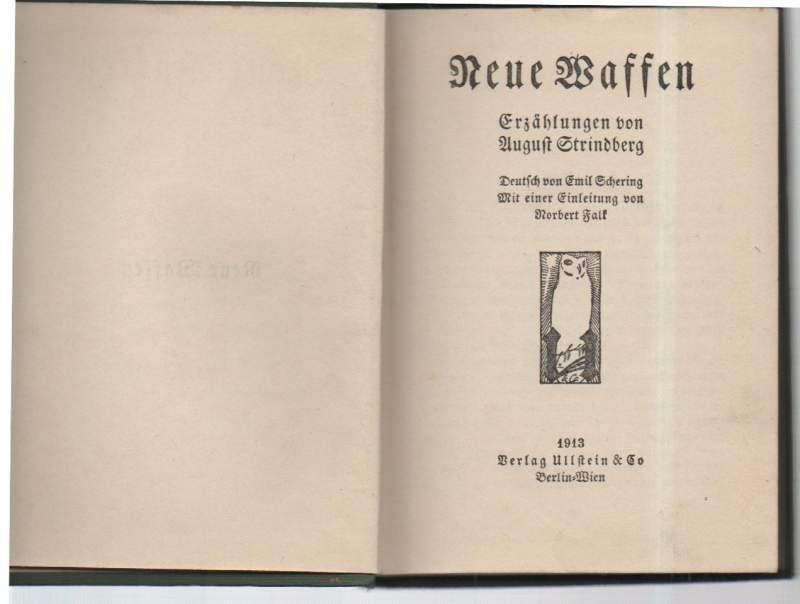 Neue Waffen
Erzählungen von
August Strindberg
Deutsch von Emil Schering
Mit einer Einleitung von
Norbert Falk
1913
Verlag Ullstein & Co
Berlin-Wien